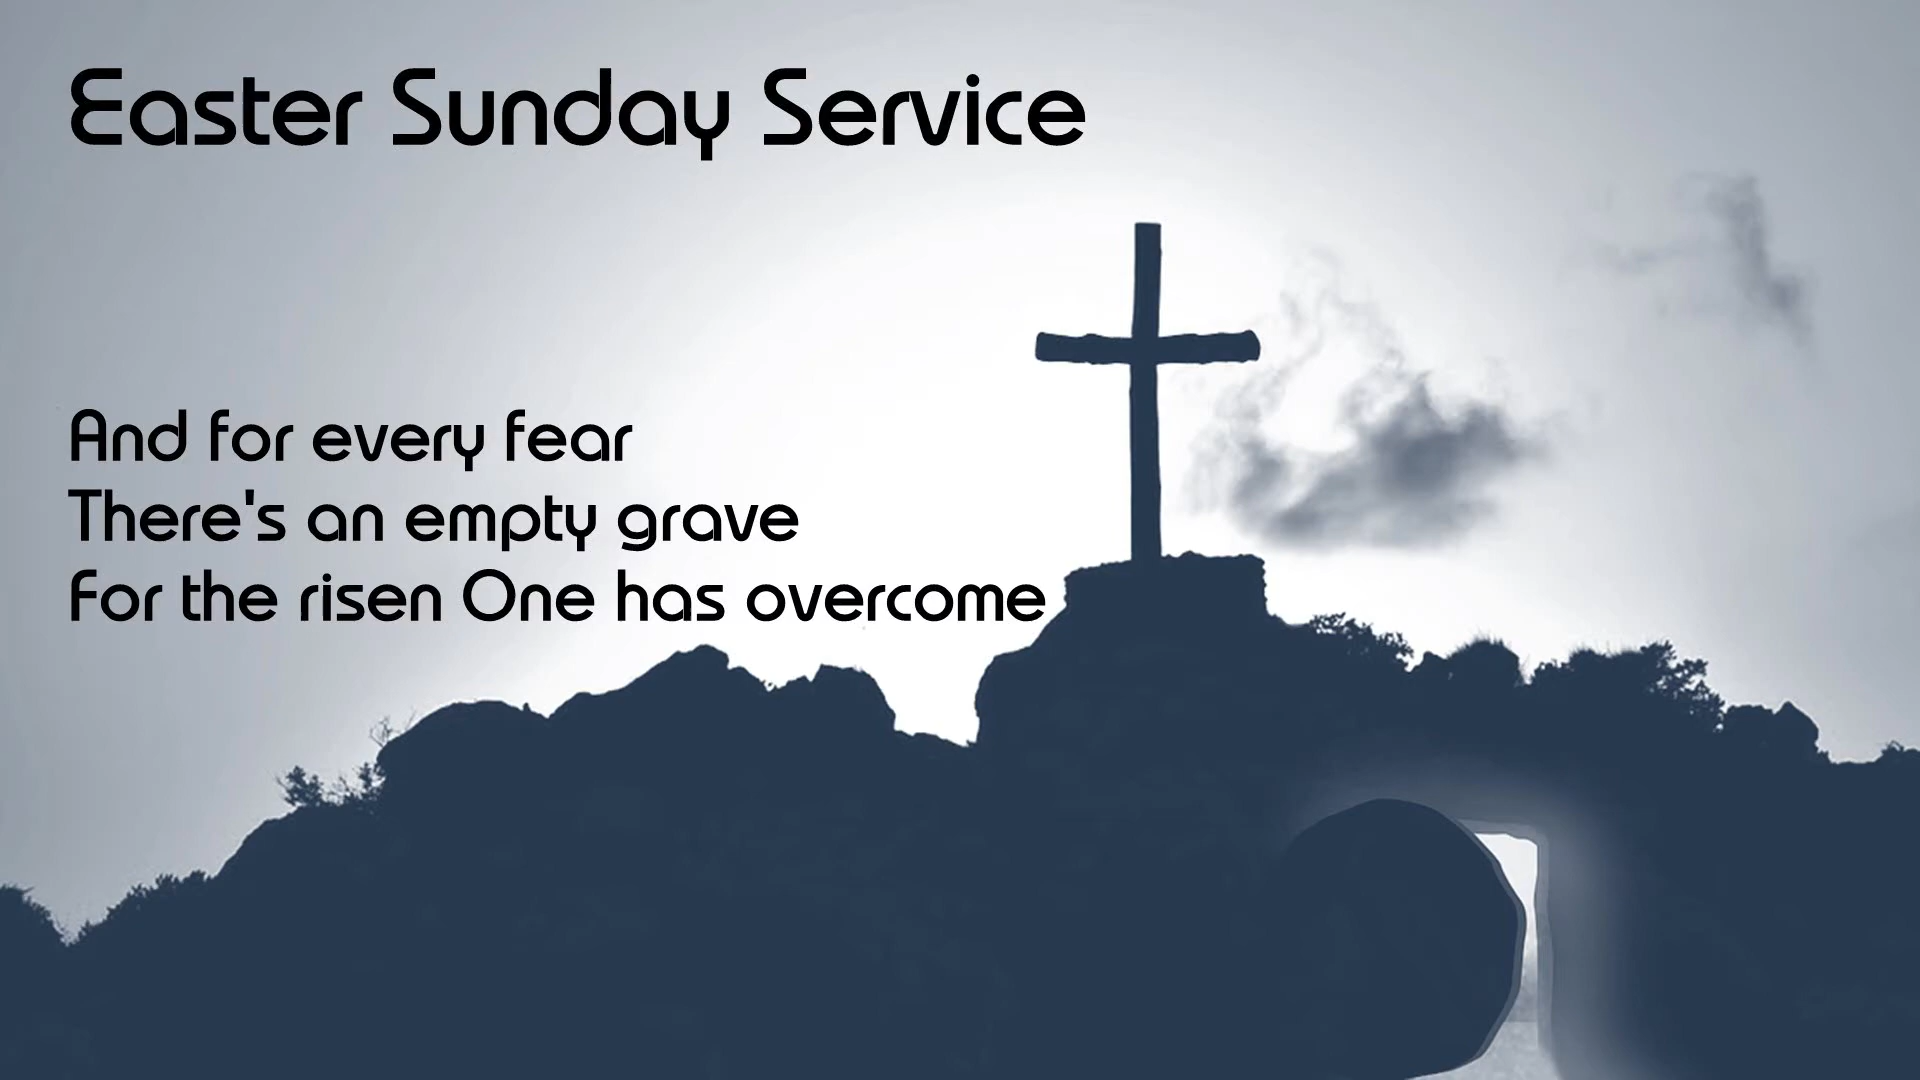 Easter Sunday Service
And for every fear
There's an empty grave
For the risen One has overcome